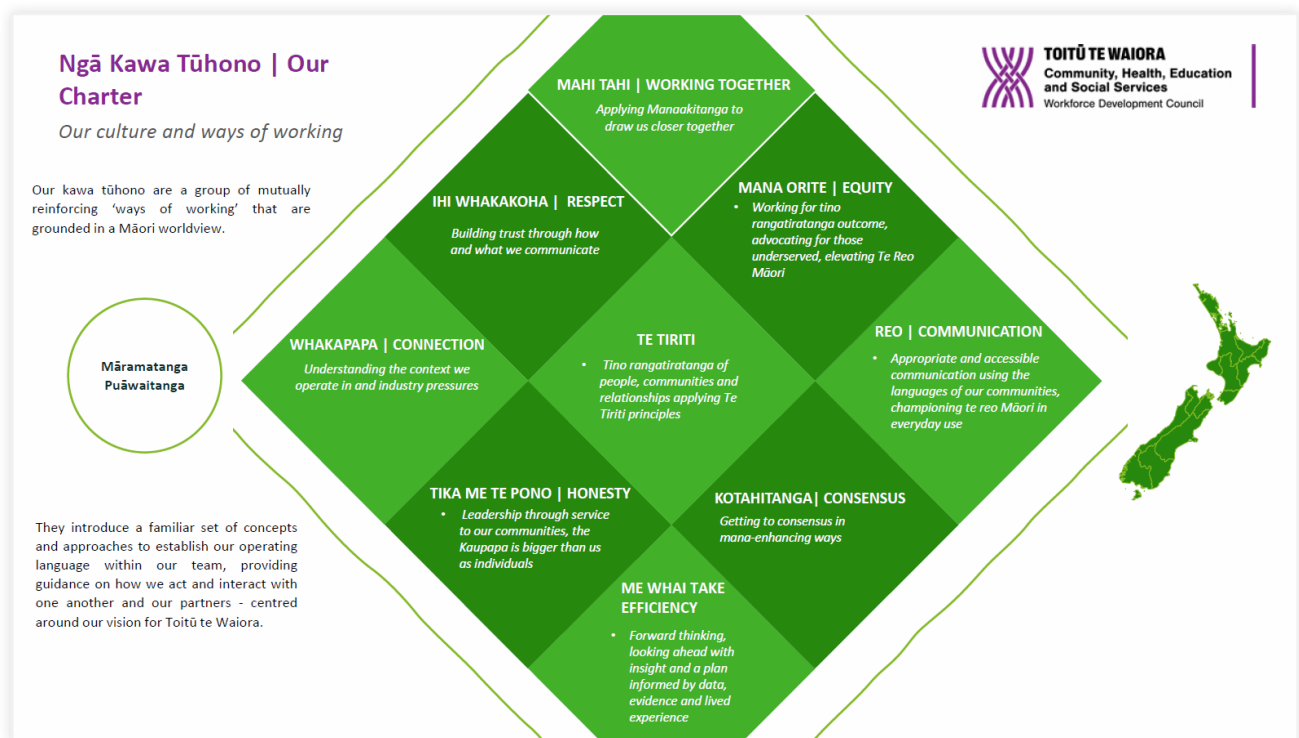 Ngā Kawa Tūhono | Our
Charter
Our culture and ways of working
Our kawa tūhono are a group of mutually
reinforcing ‘ways of working’ that are
grounded in a Māori worldview.
Māramatanga
Puāwaitanga
They introduce a familiar set of concepts
and approaches to establish our operating
language within our team, providing
guidance on how we act and interact with
one another and our partners - centred
around our vision for Toitū te Waiora.
MAHI TAHI | WORKING TOGETHER
Applying Manaakitanga to
draw us closer together
IHI WHAKAKOHA | RESPECT
Building trust through how
and what we communicate
MANA ORITE | EQUITY
• Working for tino
rangatiratanga outcome,
advocating for those
underserved, elevating Te Reo
Māori
WHAKAPAPA | CONNECTION
Understanding the context we
operate in and industry pressures
TE TIRITI
• Tino rangatiratanga of
people, communities and
relationships applying Te
Tiriti principles
REO | COMMUNICATION
• Appropriate and accessible
communication using the
languages of our communities,
championing te reo Māori in
everyday use
TIKA ME TE PONO | HONESTY
• Leadership through service
to our communities, the
Kaupapa is bigger than us
as individuals
KOTAHITANGA| CONSENSUS
Getting to consensus in
mana-enhancing ways
ME WHAI TAKE
EFFICIENCY
• Forward thinking,
looking ahead with
insight and a plan
informed by data,
evidence and lived
experience
TOITŪ TE WAIORA
Community, Health, Education
and Social Services
Workforce Development Council